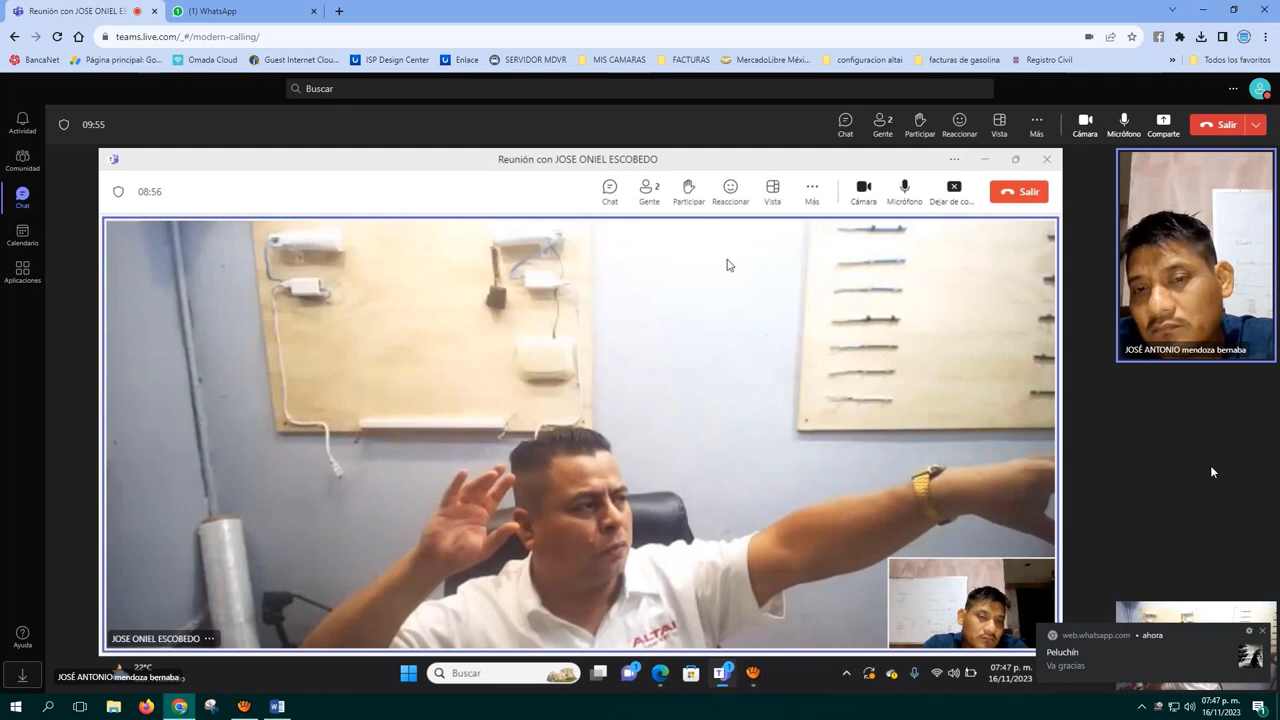 Reunión con JOSE ONIEL ES
(1) WhatsApp
teams.live.com/_#/modern-calling/
BancaNet
Página principal: Go...
Omada Cloud
Guest Internet Clou...
ISP Design Center
Enlace
SERVIDOR MDVR
MIS CAMARAS
FACTURAS
MercadoLibre Méxi...
configuracion altai
facturas de gasolina
Registro Civil
Todos los favoritos
Buscar
Actividad
Comunidad
Chat
Calendario
Aplicaciones
Ayuda
09:55
Chat
Gente
2
Participar
Reaccionar
Vista
Más
Cámara
Micrófono
Comparte
Salir
Reunión con JOSE ONIEL ESCOBEDO
08:56
Chat
Gente
2
Participar
Reaccionar
Vista
Más
Cámara
Micrófono
Dejar de co...
Salir
JOSÉ ANTONIO mendoza bernaba
ALTAI
JOSE ONIEL ESCOBEDO
web.whatsapp.com • ahora
Peluchín
Va gracias
22°C
JOSÉ ANTONIO mendoza bernaba
Buscar
07:47 p. m.
16/11/2023
07:47 p. m.
16/11/2023